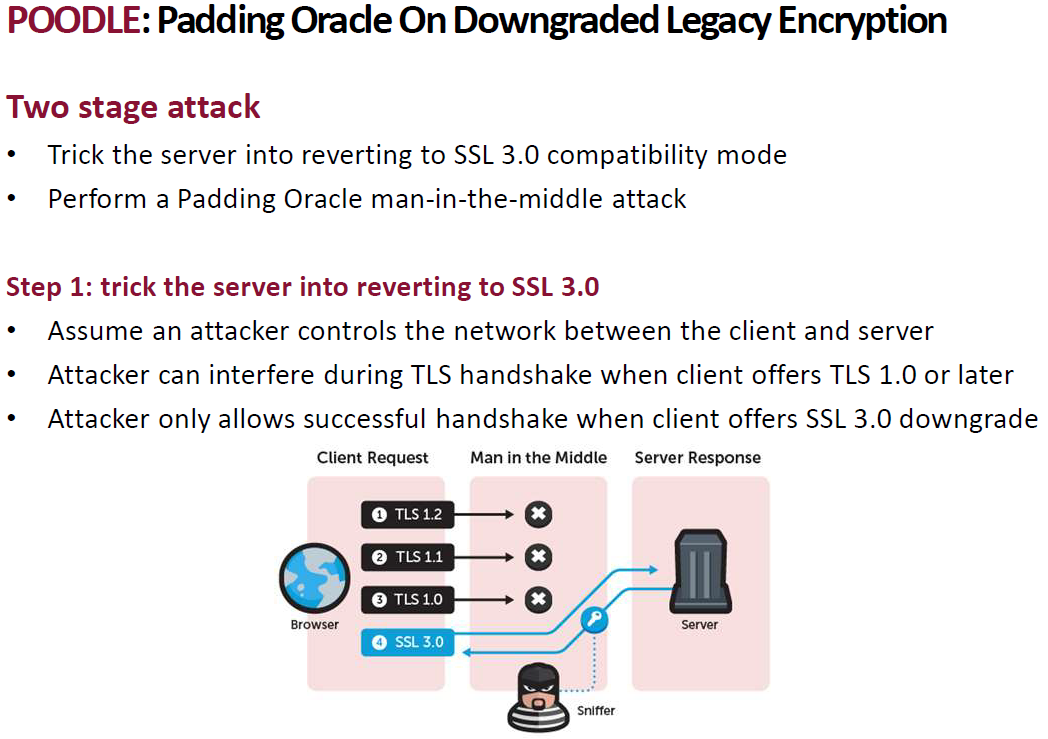 POODLE: Padding Oracle On Downgraded Legacy Encryption
Two stage attack
• Trick the server into reverting to SSL 3.0 compatibility mode
• Perform a Padding Oracle man-in-the-middle attack
Step 1: trick the server into reverting to SSL 3.0
• Assume an attacker controls the network between the client and server
• Attacker can interfere during TLS handshake when client offers TLS 1.0 or later
• Attacker only allows successful handshake when client offers SSL 3.0 downgrade
Client Request Man in the Middle Server Response
1 TLS 1.2
2 TLS 1.1
3 TLS 1.0
4 SSL 3.0
Browser
Server
Sniffer